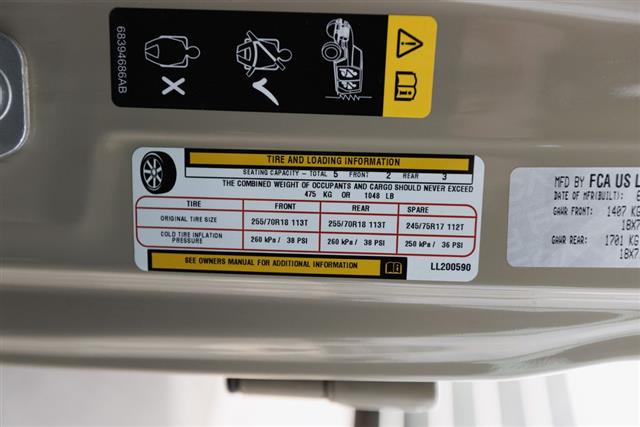 68394686AB
TIRE AND LOADING INFORMATION
SEATING CAPACITY - TOTAL 5 FRONT 2 REAR 3
THE COMBINED WEIGHT OF OCCUPANTS AND CARGO SHOULD NEVER EXCEED
475 KG OR 1048 LB
TIRE FRONT REAR SPARE
ORIGINAL TIRE SIZE 255/70R18 113T 255/70R18 113T 245/75R17 112T
COLD TIRE INFLATION PRESSURE 260 kPa / 38 PSI 260 kPa / 38 PSI 250 kPa / 36 PSI
SEE OWNERS MANUAL FOR ADDITIONAL INFORMATION
LL200590
MFD BY FCA US L
DATE OF MFR(BUILT):
GAWR FRONT: 1407 KG
18X7
GAWR REAR: 1701 KG
18X7